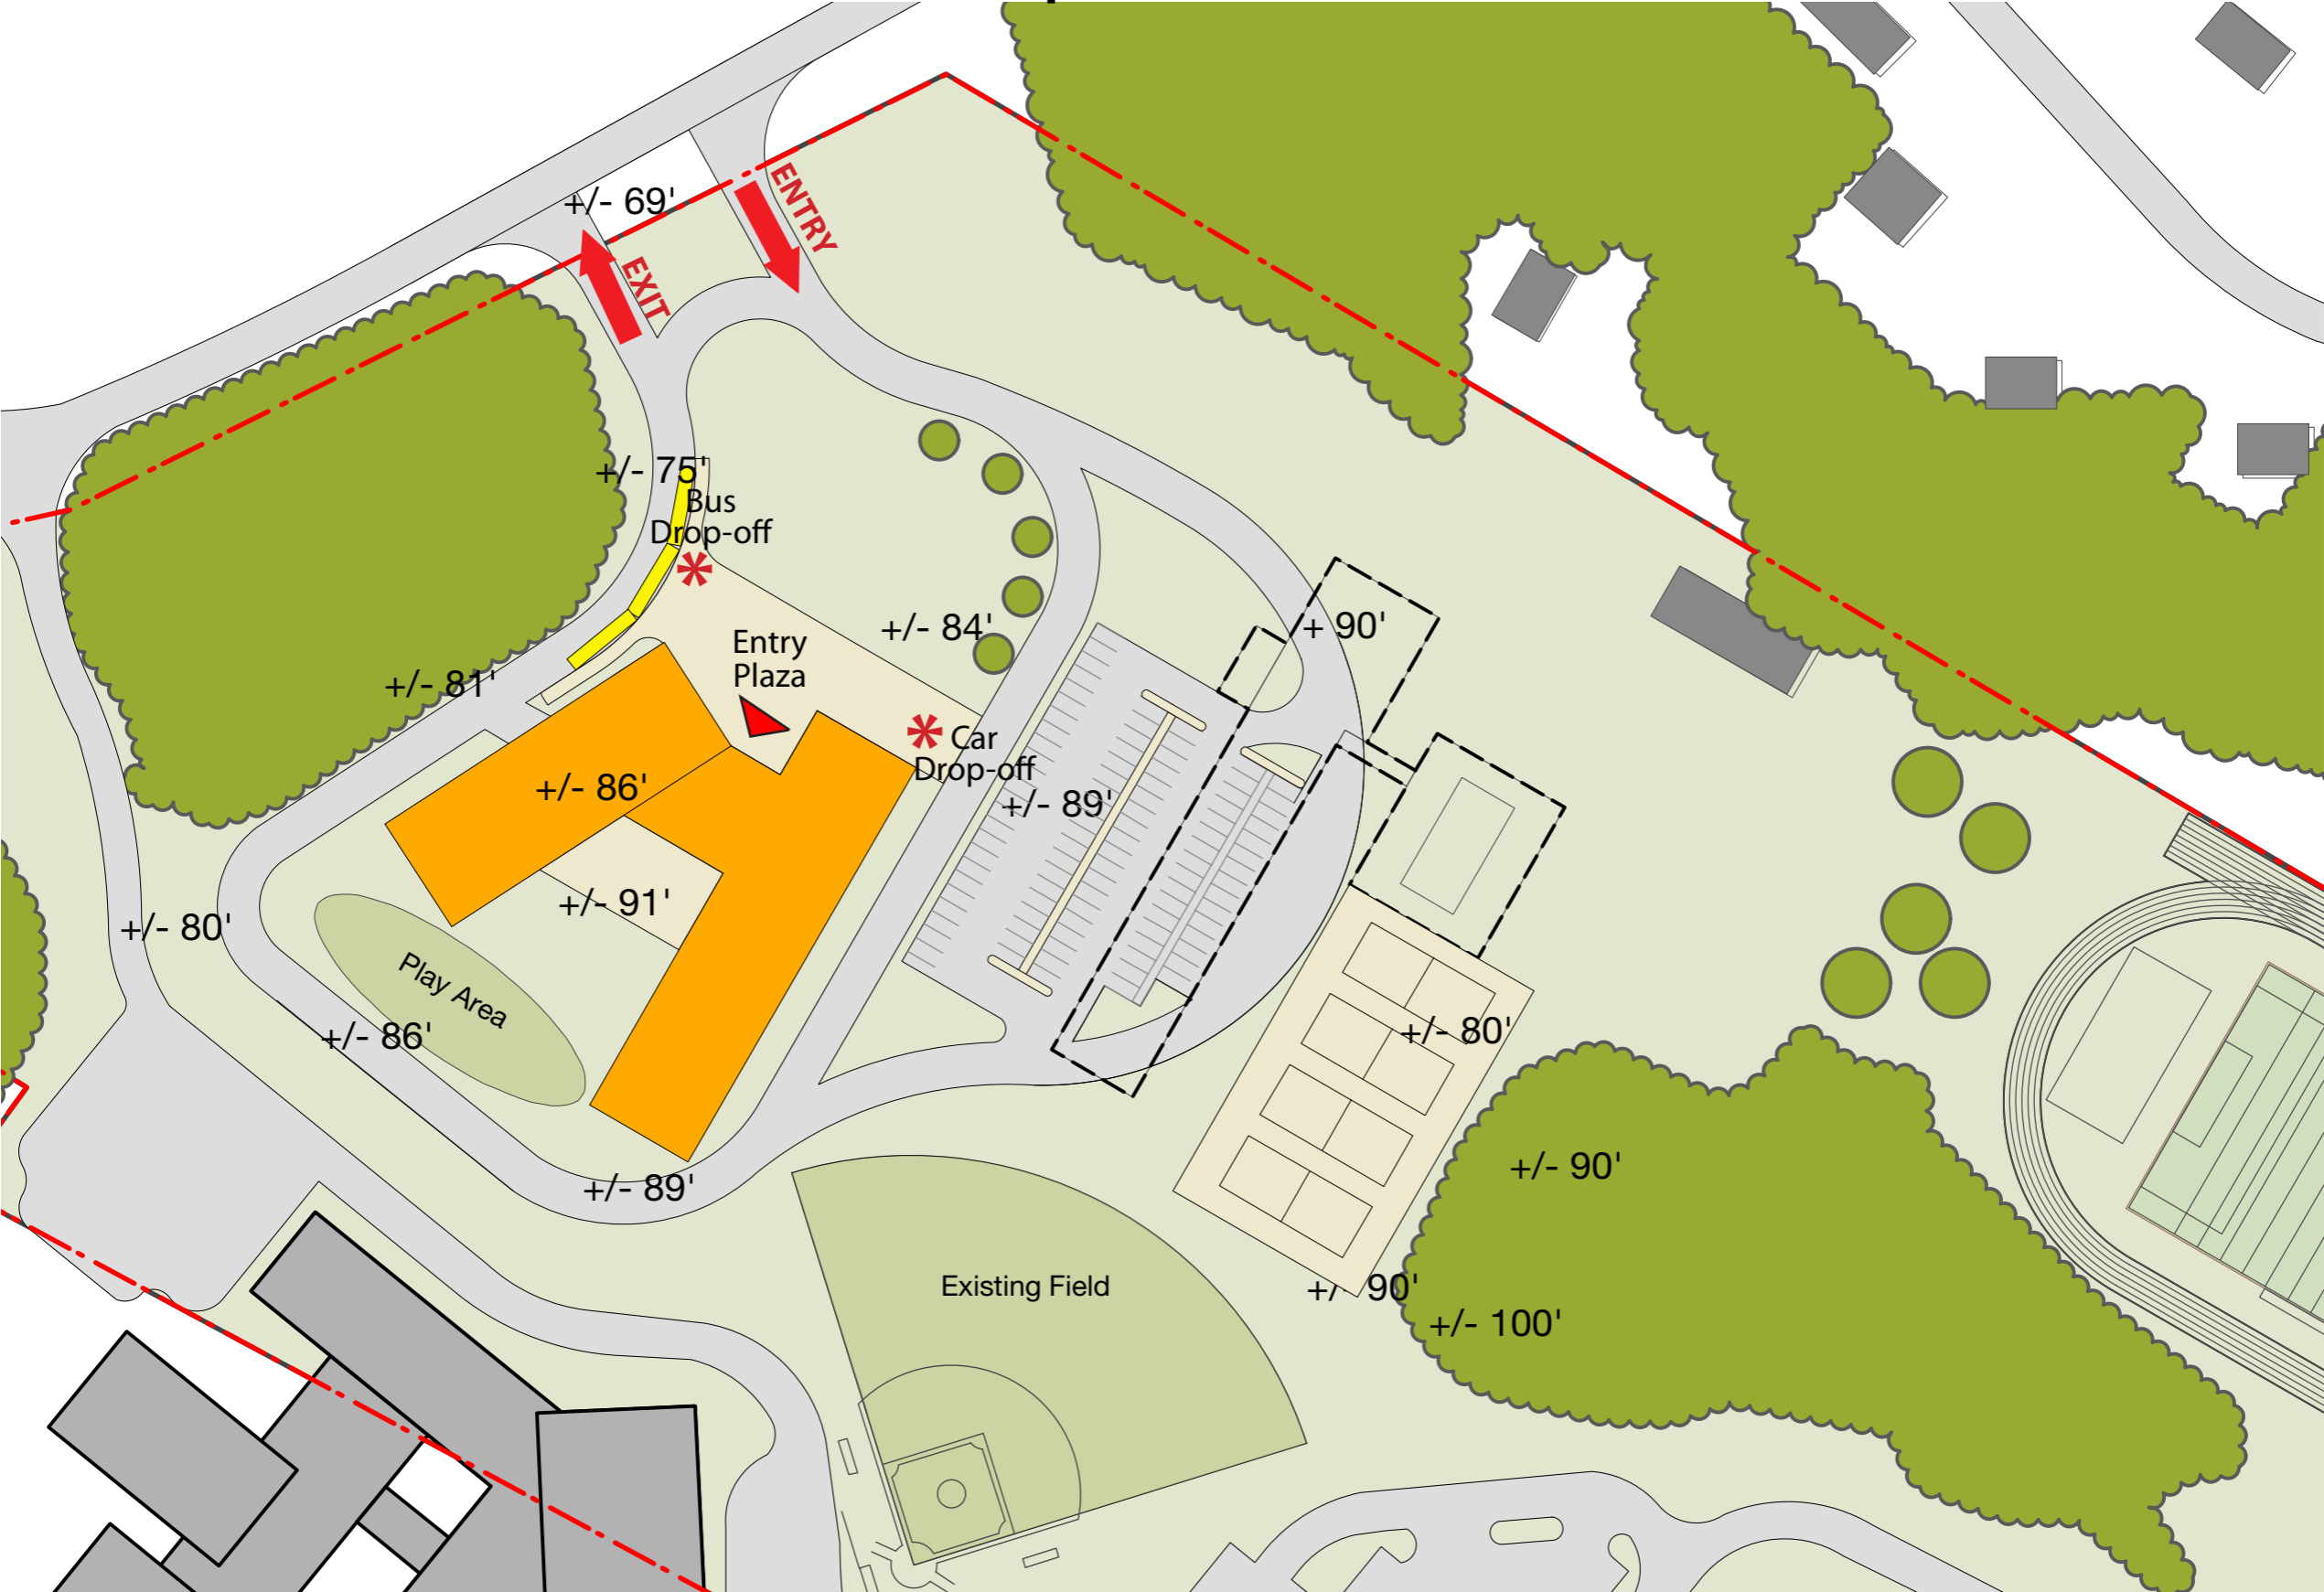 +/- 69'
ENTRY
EXIT
+/- 75'
Bus
Drop-off
+/- 84'
+ 90'
Entry
Plaza
+/- 81'
Car
Drop-off
+/- 86'
+/- 89'
+/- 91'
+/- 80'
Play Area
+/- 86'
+/- 80'
+/- 89'
+/- 90'
Existing Field
+/- 90'
+/- 100'